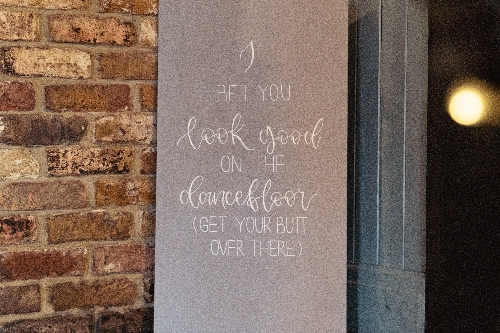 I
BET YOU
look good
ON THE
dancefloor
(GET YOUR BUTT
OVER THERE)